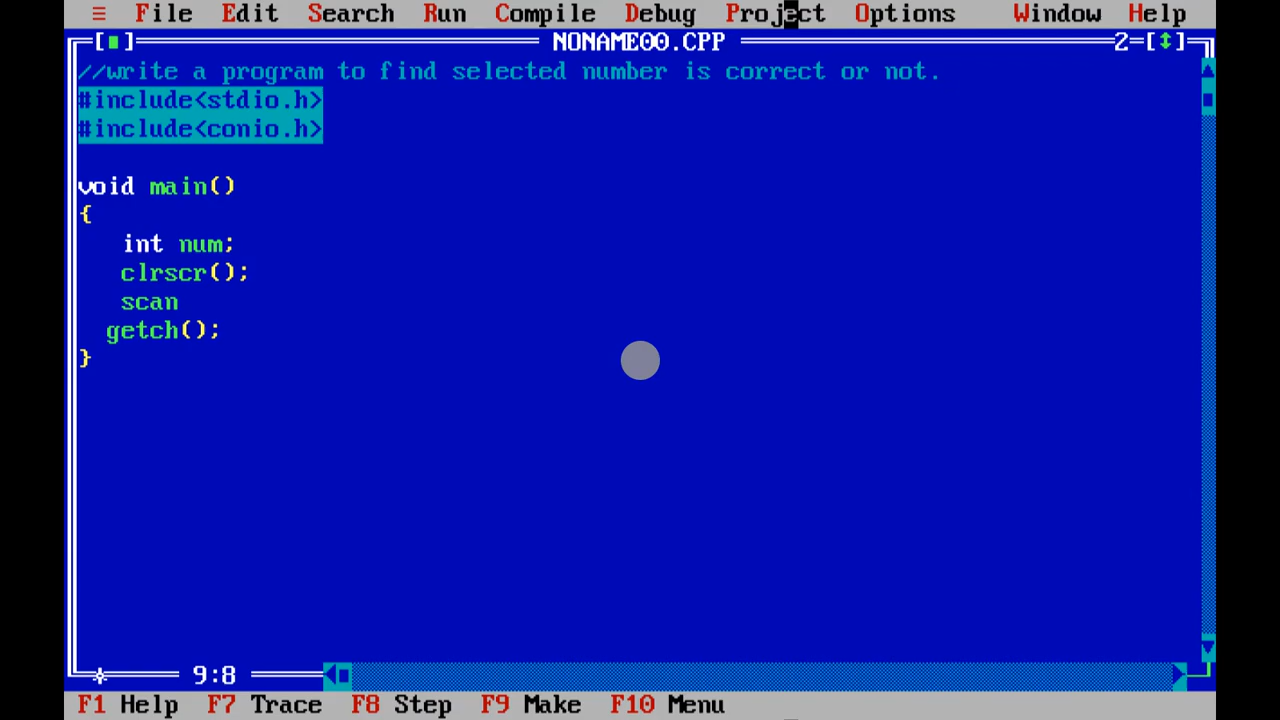 ≡ File Edit Search Run Compile Debug Project Options Window Help
[■] NONAME00.CPP 2=[↕]
//write a program to find selected number is correct or not.
#include<stdio.h>
#include<conio.h>
void main()
{
int num;
clrscr();
scan
getch();
}
9:8
F1 Help F7 Trace F8 Step F9 Make F10 Menu